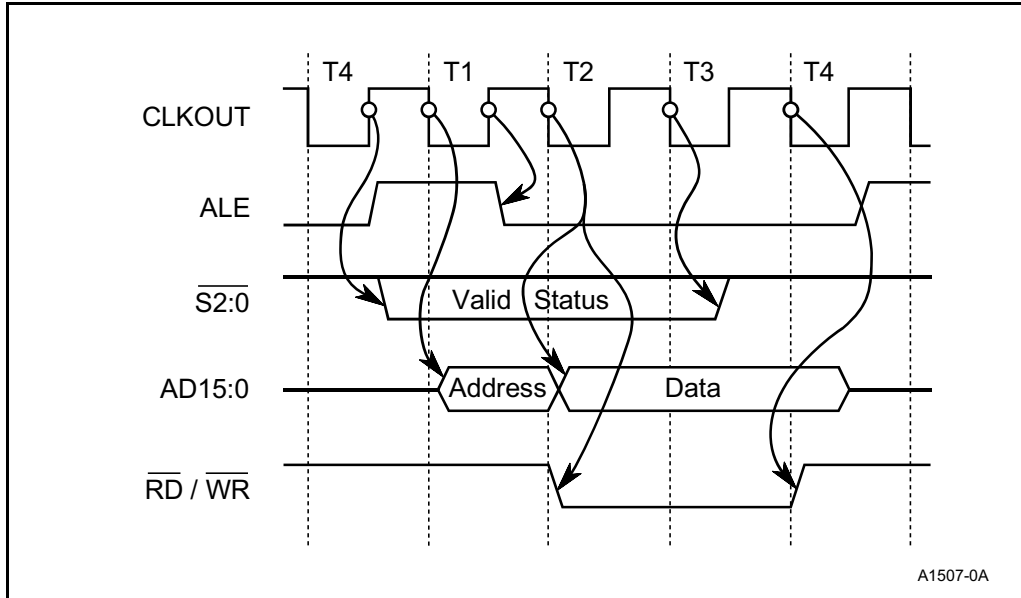 T4 T1 T2 T3 T4
CLKOUT
ALE
S2:0
Valid Status
AD15:0
Address
Data
RD / WR
A1507-0A